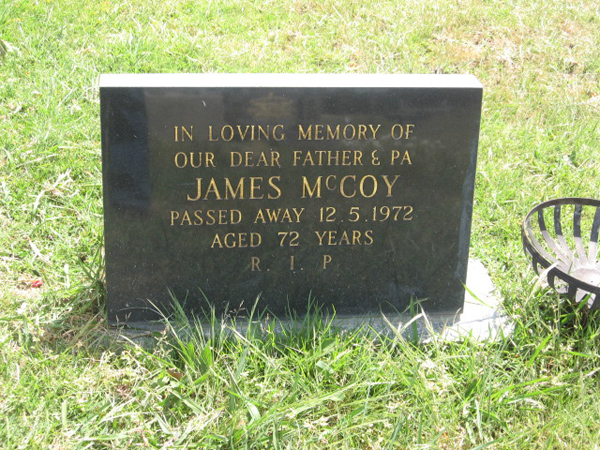 IN LOVING MEMORY OF
OUR DEAR FATHER & PA
JAMES McCOY
PASSED AWAY 12.5.1972
AGED 72 YEARS
R. I. P